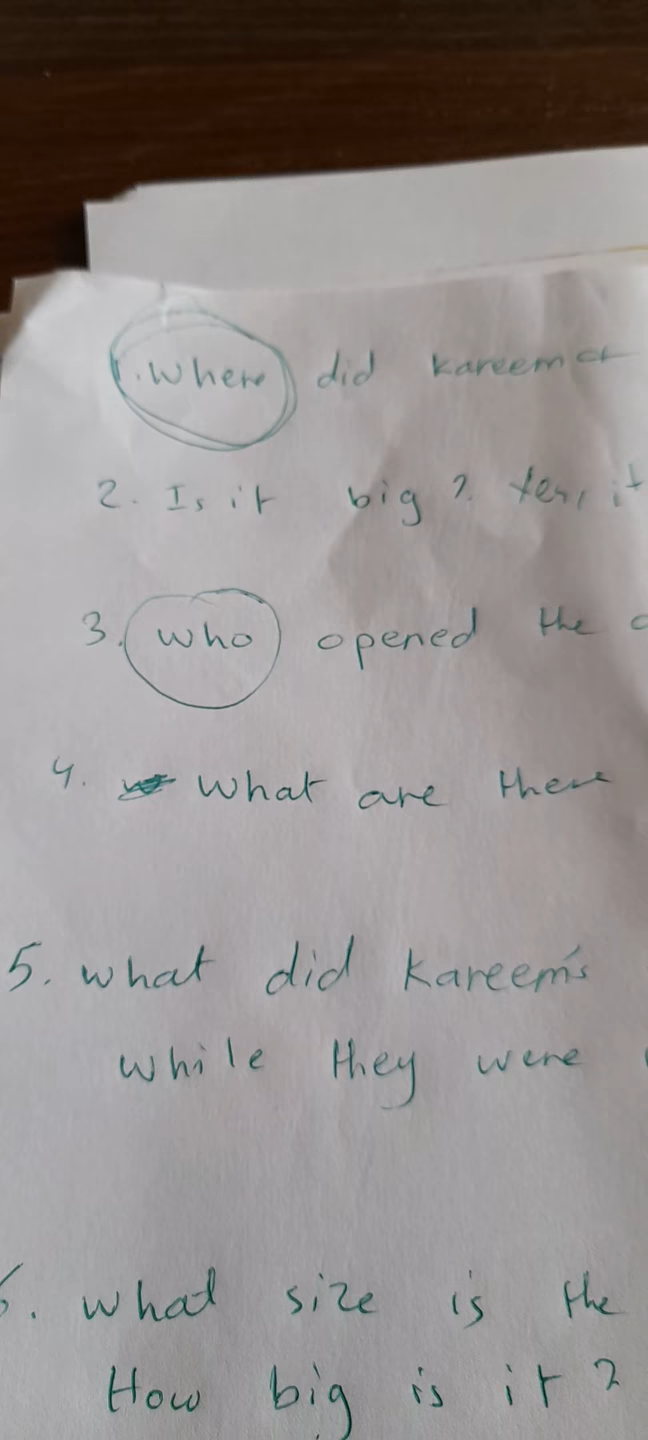 1. Where did kareem
2. Is it big? Yes, it
3. who opened the
4. what are there
5. what did kareem's
while they were
6. what size is the
How big is it?